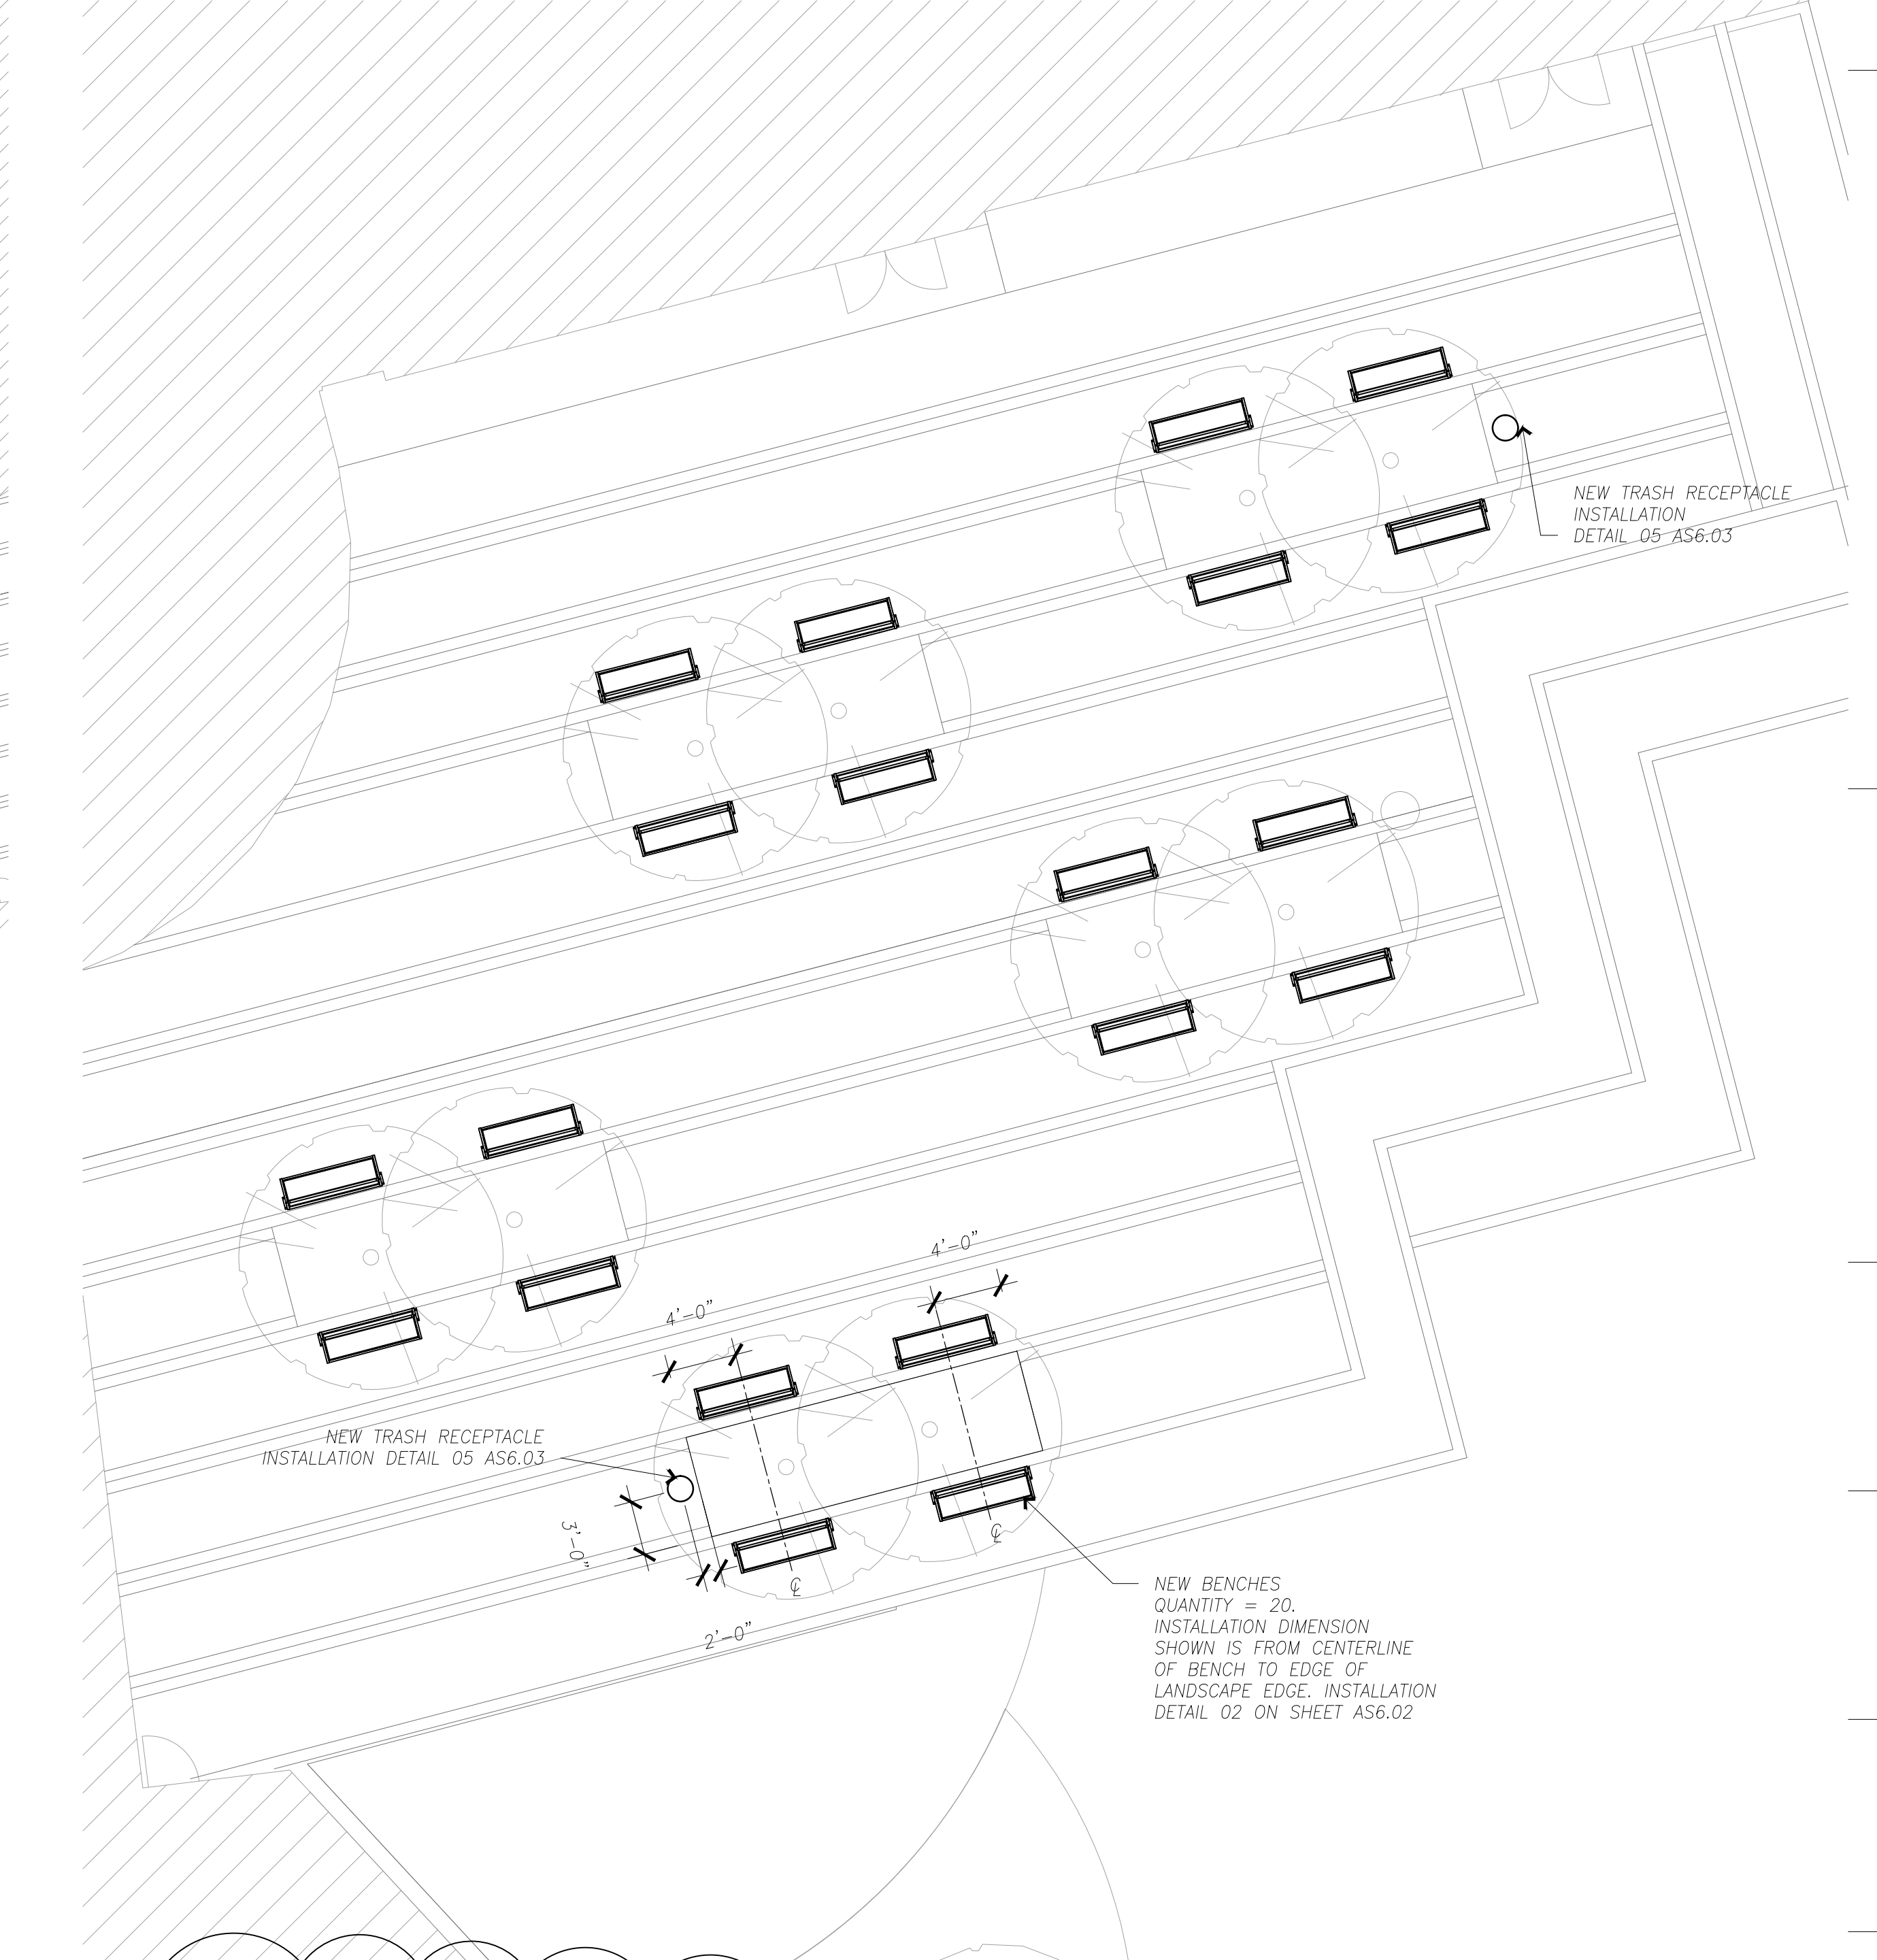 NEW TRASH RECEPTACLE
INSTALLATION
DETAIL 05 AS6.03
4'-0"
4'-0"
NEW TRASH RECEPTACLE
INSTALLATION DETAIL 05 AS6.03
3'-0"
℄
℄
2'-0"
NEW BENCHES
QUANTITY = 20.
INSTALLATION DIMENSION
SHOWN IS FROM CENTERLINE
OF BENCH TO EDGE OF
LANDSCAPE EDGE. INSTALLATION
DETAIL 02 ON SHEET AS6.02